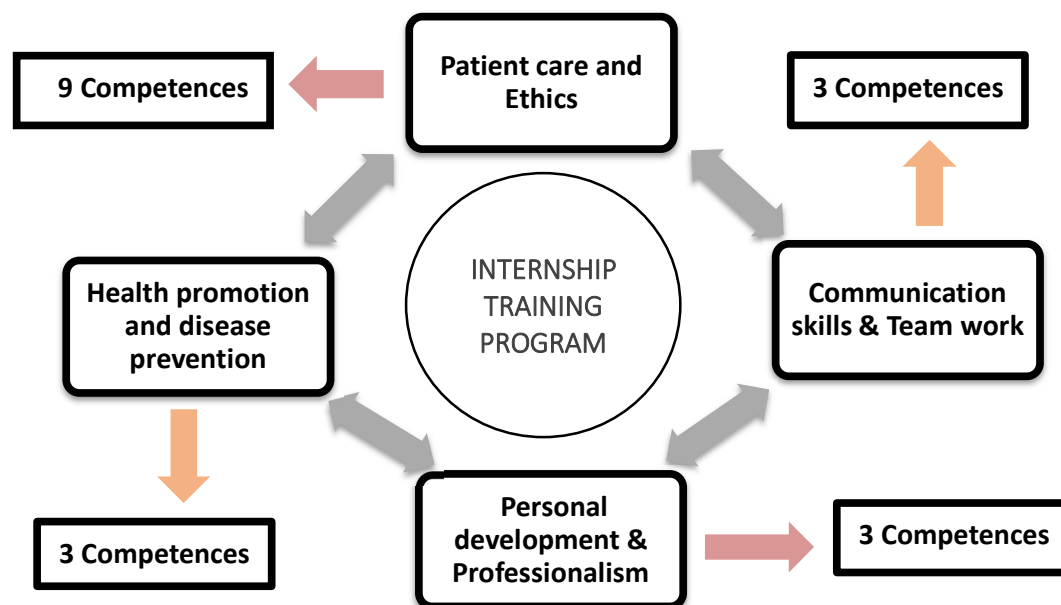 Patient care and
Ethics
9 Competences
3 Competences
INTERNSHIP
TRAINING
PROGRAM
Health promotion
and disease
prevention
Communication
skills & Team work
Personal
development &
Professionalism
3 Competences
3 Competences